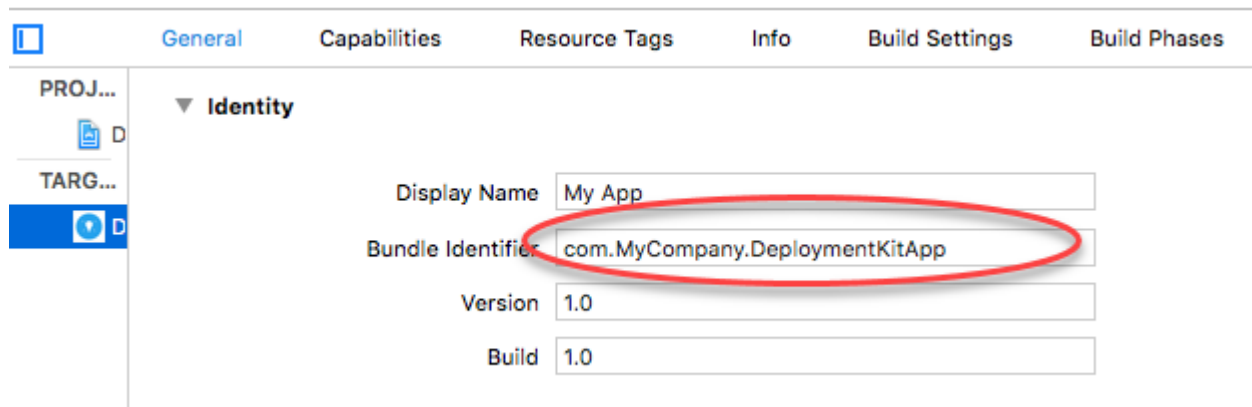 General Capabilities Resource Tags Info Build Settings Build Phases
PROJ...
D
TARG...
D
Identity
Display Name My App
Bundle Identifier com.MyCompany.DeploymentKitApp
Version 1.0
Build 1.0